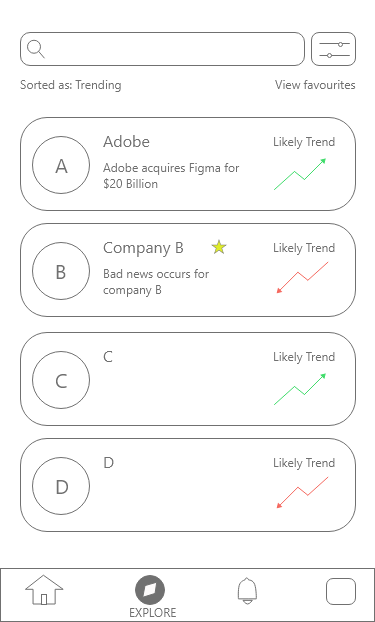 Sorted as: Trending
View favourites
A
Adobe
Adobe acquires Figma for
$20 Billion
Likely Trend
B
Company B
Bad news occurs for
company B
Likely Trend
C
C
Likely Trend
D
D
Likely Trend
EXPLORE